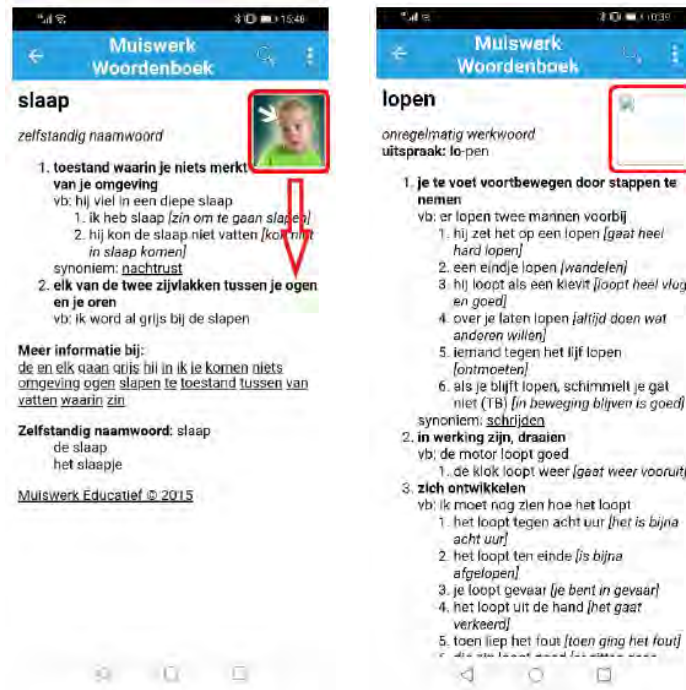 15:48
Muiswerk
Woordenboek
slaap
zelfstandig naamwoord
1. toestand waarin je niets merkt
van je omgeving
vb: hij viel in een diepe slaap
1. ik heb slaap [zin om te gaan slapen]
2. hij kon de slaap niet vatten [kon niet
in slaap komen]
synoniem: nachtrust
2. elk van de twee zijvlakken tussen je ogen
en je oren
vb: ik word al grijs bij de slapen
Meer informatie bij:
de en elk gaan grijs hij in ik je komen niets
omgeving ogen slapen te toestand tussen van
vatten waarin zin
Zelfstandig naamwoord: slaap
de slaap
het slaapje
Muiswerk Educatief © 2015
Muiswerk
Woordenboek
lopen
onregelmatig werkwoord
uitspraak: lo-pen
1. je te voet voortbewegen door stappen te
nemen
vb: er lopen twee mannen voorbij
1. hij zet het op een lopen [gaat heel
hard lopen]
2. een eindje lopen [wandelen]
3. hij loopt als een kievit [loopt heel vlug
en goed]
4. over je laten lopen [altijd doen wat
anderen willen]
5. iemand tegen het lijf lopen
[ontmoeten]
6. als je blijft lopen, schimmelt je gat
niet (TB) [in beweging blijven is goed]
synoniem: schrijden
2. in werking zijn, draaien
vb: de motor loopt goed
1. de klok loopt weer [gaat weer vooruit]
3. zich ontwikkelen
vb: ik moet nog zien hoe het loopt
1. het loopt tegen acht uur [het is bijna
acht uur]
2. het loopt ten einde [is bijna
afgelopen]
3. je loopt gevaar [je bent in gevaar]
4. het loopt uit de hand [het gaat
verkeerd]
5. toen liep het fout [toen ging het fout]